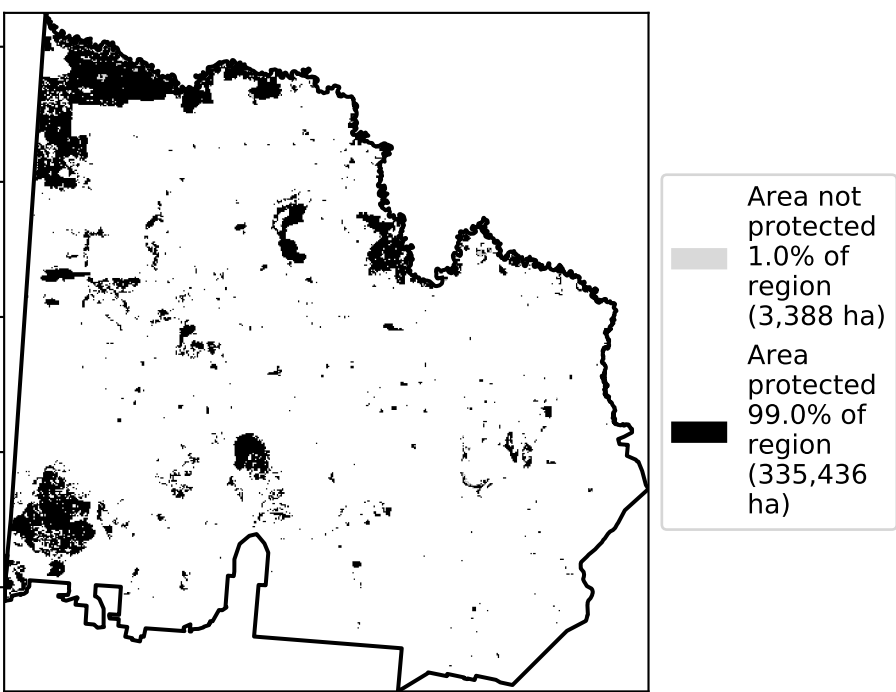 Area not
protected
1.0% of
region
(3,388 ha)
Area
protected
99.0% of
region
(335,436
ha)